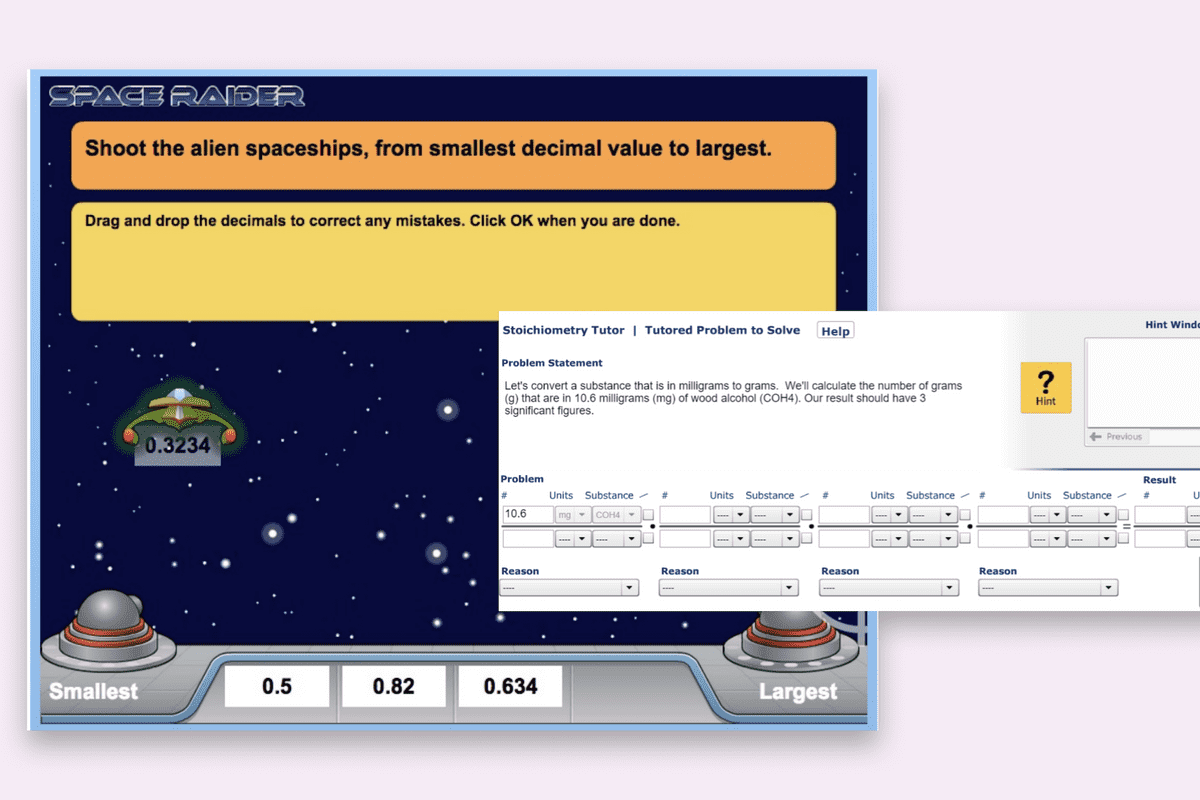 SPACE RAIDER
Shoot the alien spaceships, from smallest decimal value to largest.
Drag and drop the decimals to correct any mistakes. Click OK when you are done.
0.3234
Smallest
0.5
0.82
0.634
Largest
Stoichiometry Tutor | Tutored Problem to Solve
Help
Problem Statement
Let's convert a substance that is in milligrams to grams. We'll calculate the number of grams
(g) that are in 10.6 milligrams (mg) of wood alcohol (COH4). Our result should have 3
significant figures.
?
Hint
Hint
Previous
Problem
Result
# Units Substance # Units Substance # Units Substance # Units Substance #
10.6 mg COH4 ---- ---- ---- ---- ---- ---- =
---- ---- ---- ---- ---- ---- ---- ----
Reason Reason Reason Reason
---- ---- ---- ----